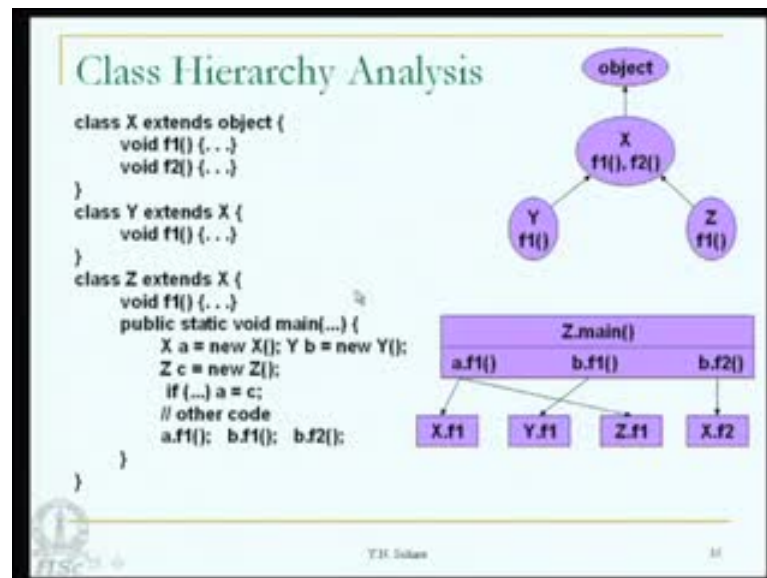 Class Hierarchy Analysis
class X extends object {
void f1() {. . .}
void f2() {. . .}
}
class Y extends X {
void f1() {. . .}
}
class Z extends X {
void f1() {. . .}
public static void main(...) {
X a = new X(); Y b = new Y();
Z c = new Z();
if (...) a = c;
// other code
a.f1(); b.f1(); b.f2();
}
}
object
X
f1(), f2()
Y
f1()
Z
f1()
Z.main()
a.f1() b.f1() b.f2()
X.f1 Y.f1 Z.f1 X.f2
Y.N.